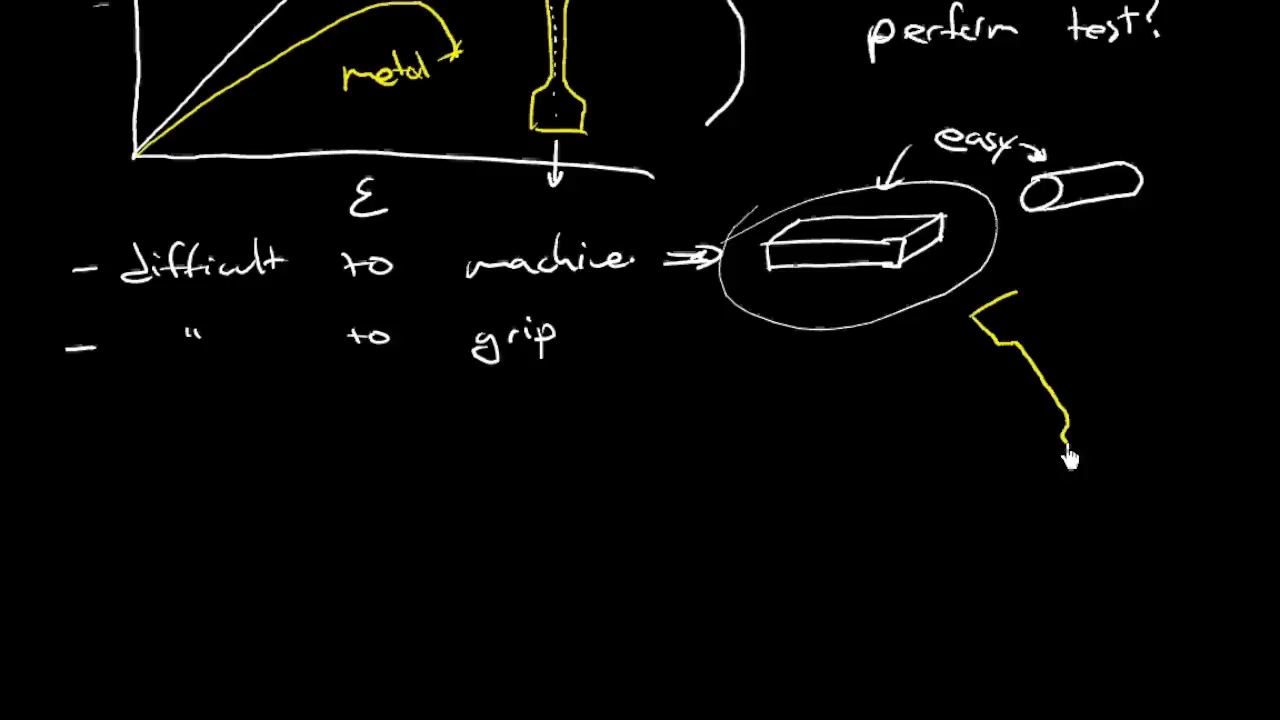 perform test?
metal
easy
ε
- difficult to machine.
- " to grip